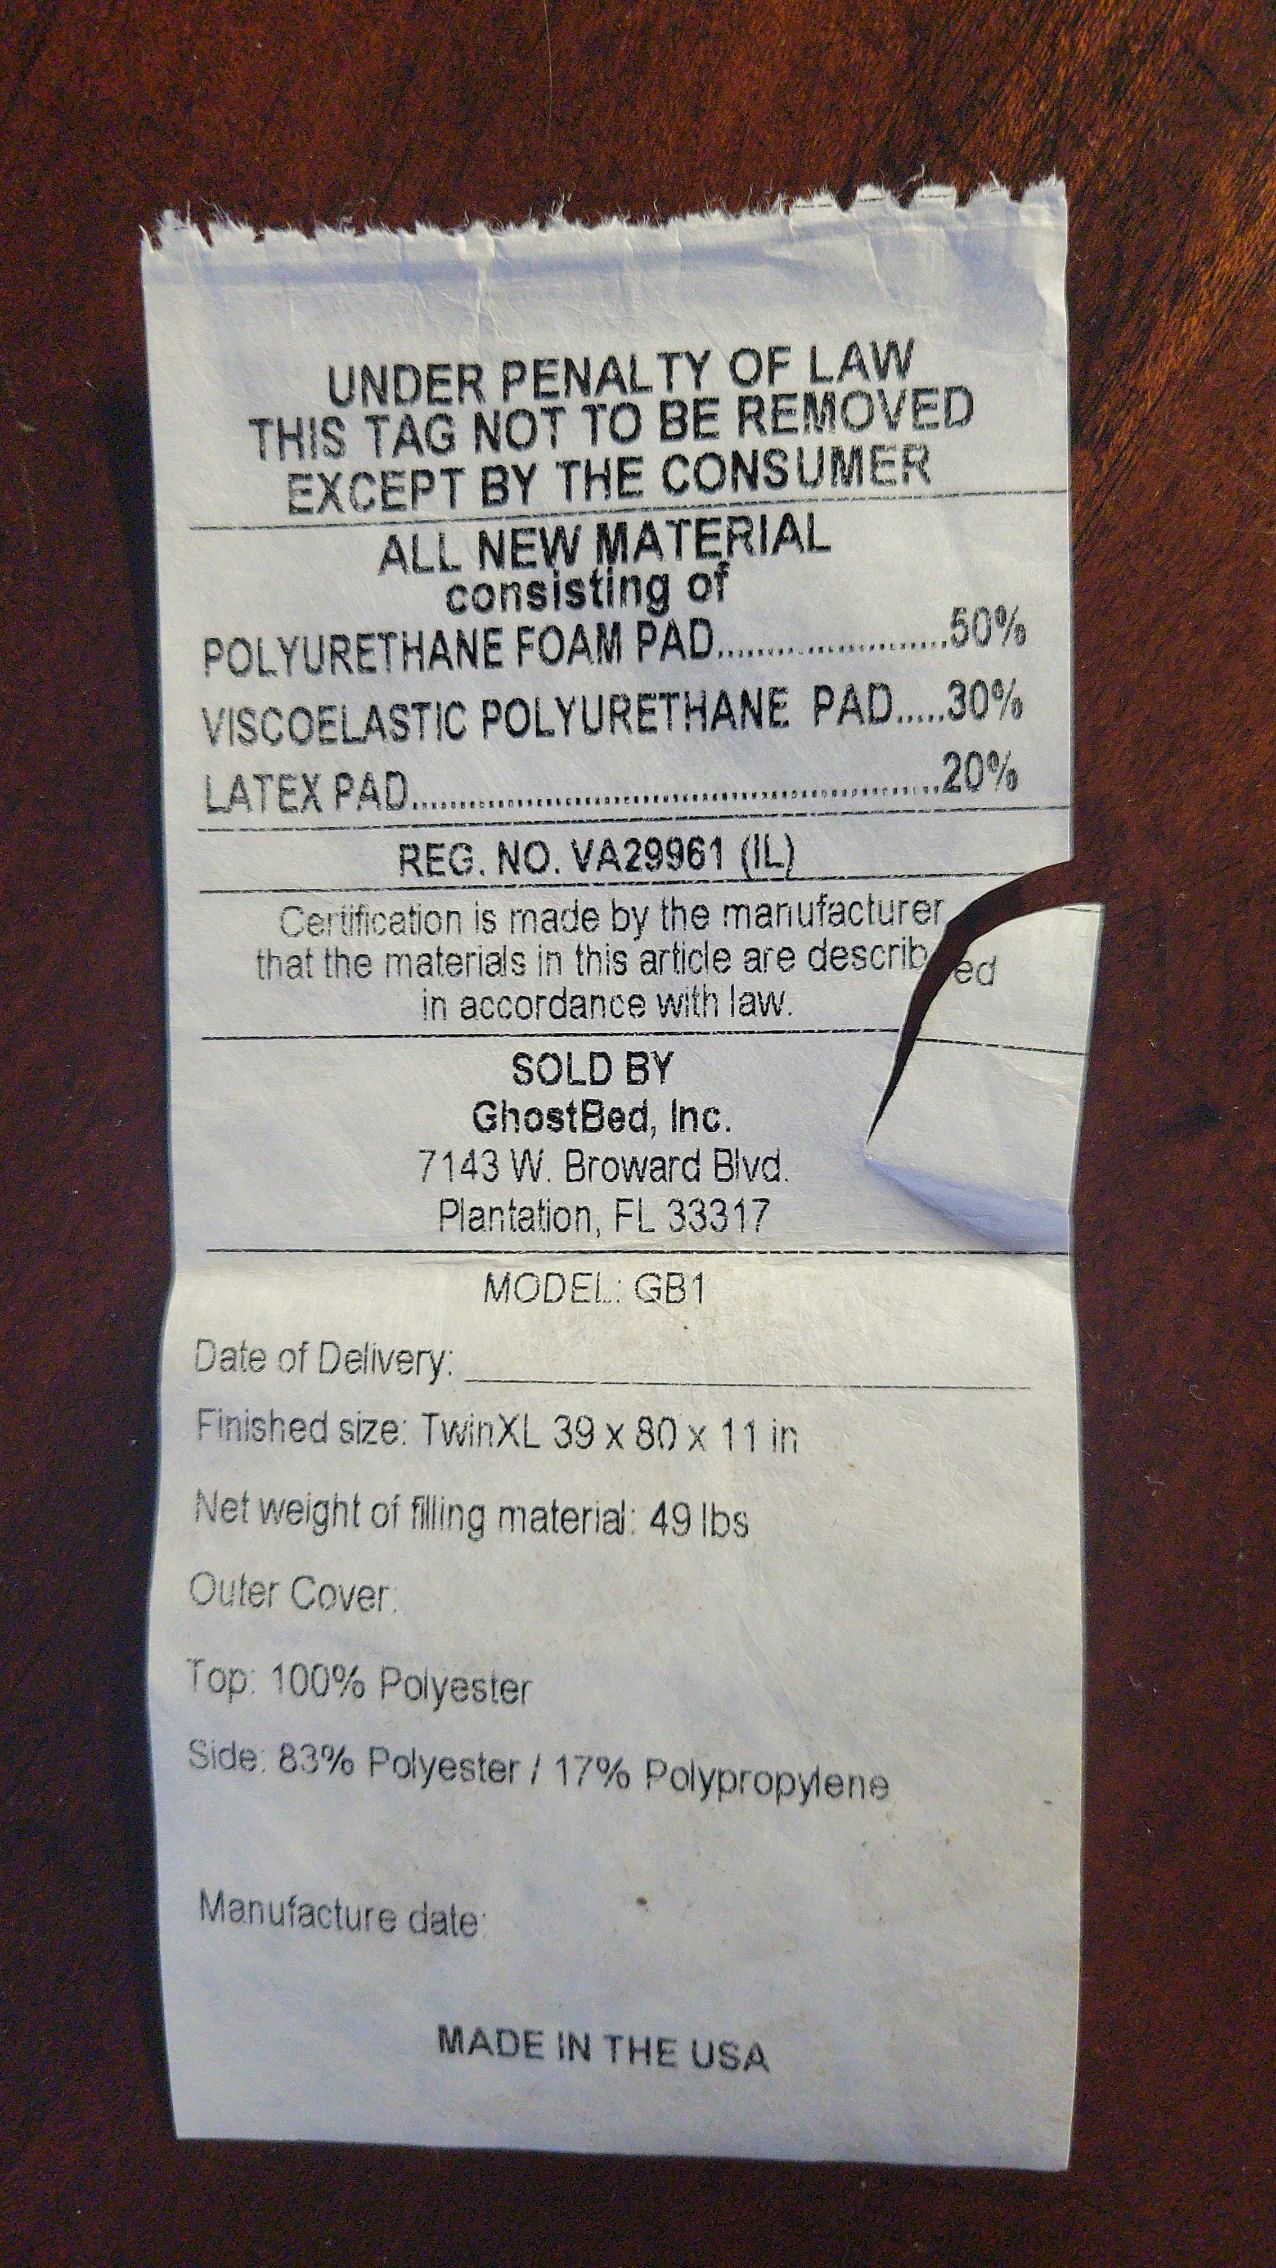 UNDER PENALTY OF LAW
THIS TAG NOT TO BE REMOVED
EXCEPT BY THE CONSUMER
ALL NEW MATERIAL
consisting of
POLYURETHANE FOAM PAD........................50%
VISCOELASTIC POLYURETHANE PAD.....30%
LATEX PAD......................................................20%
REG. NO. VA29961 (IL)
Certification is made by the manufacturer
that the materials in this article are described
in accordance with law.
SOLD BY
GhostBed, Inc.
7143 W. Broward Blvd.
Plantation, FL 33317
MODEL: GB1
Date of Delivery: ____________________
Finished size: TwinXL 39 x 80 x 11 in
Net weight of filling material: 49 lbs
Outer Cover:
Top: 100% Polyester
Side: 83% Polyester / 17% Polypropylene
Manufacture date:
MADE IN THE USA